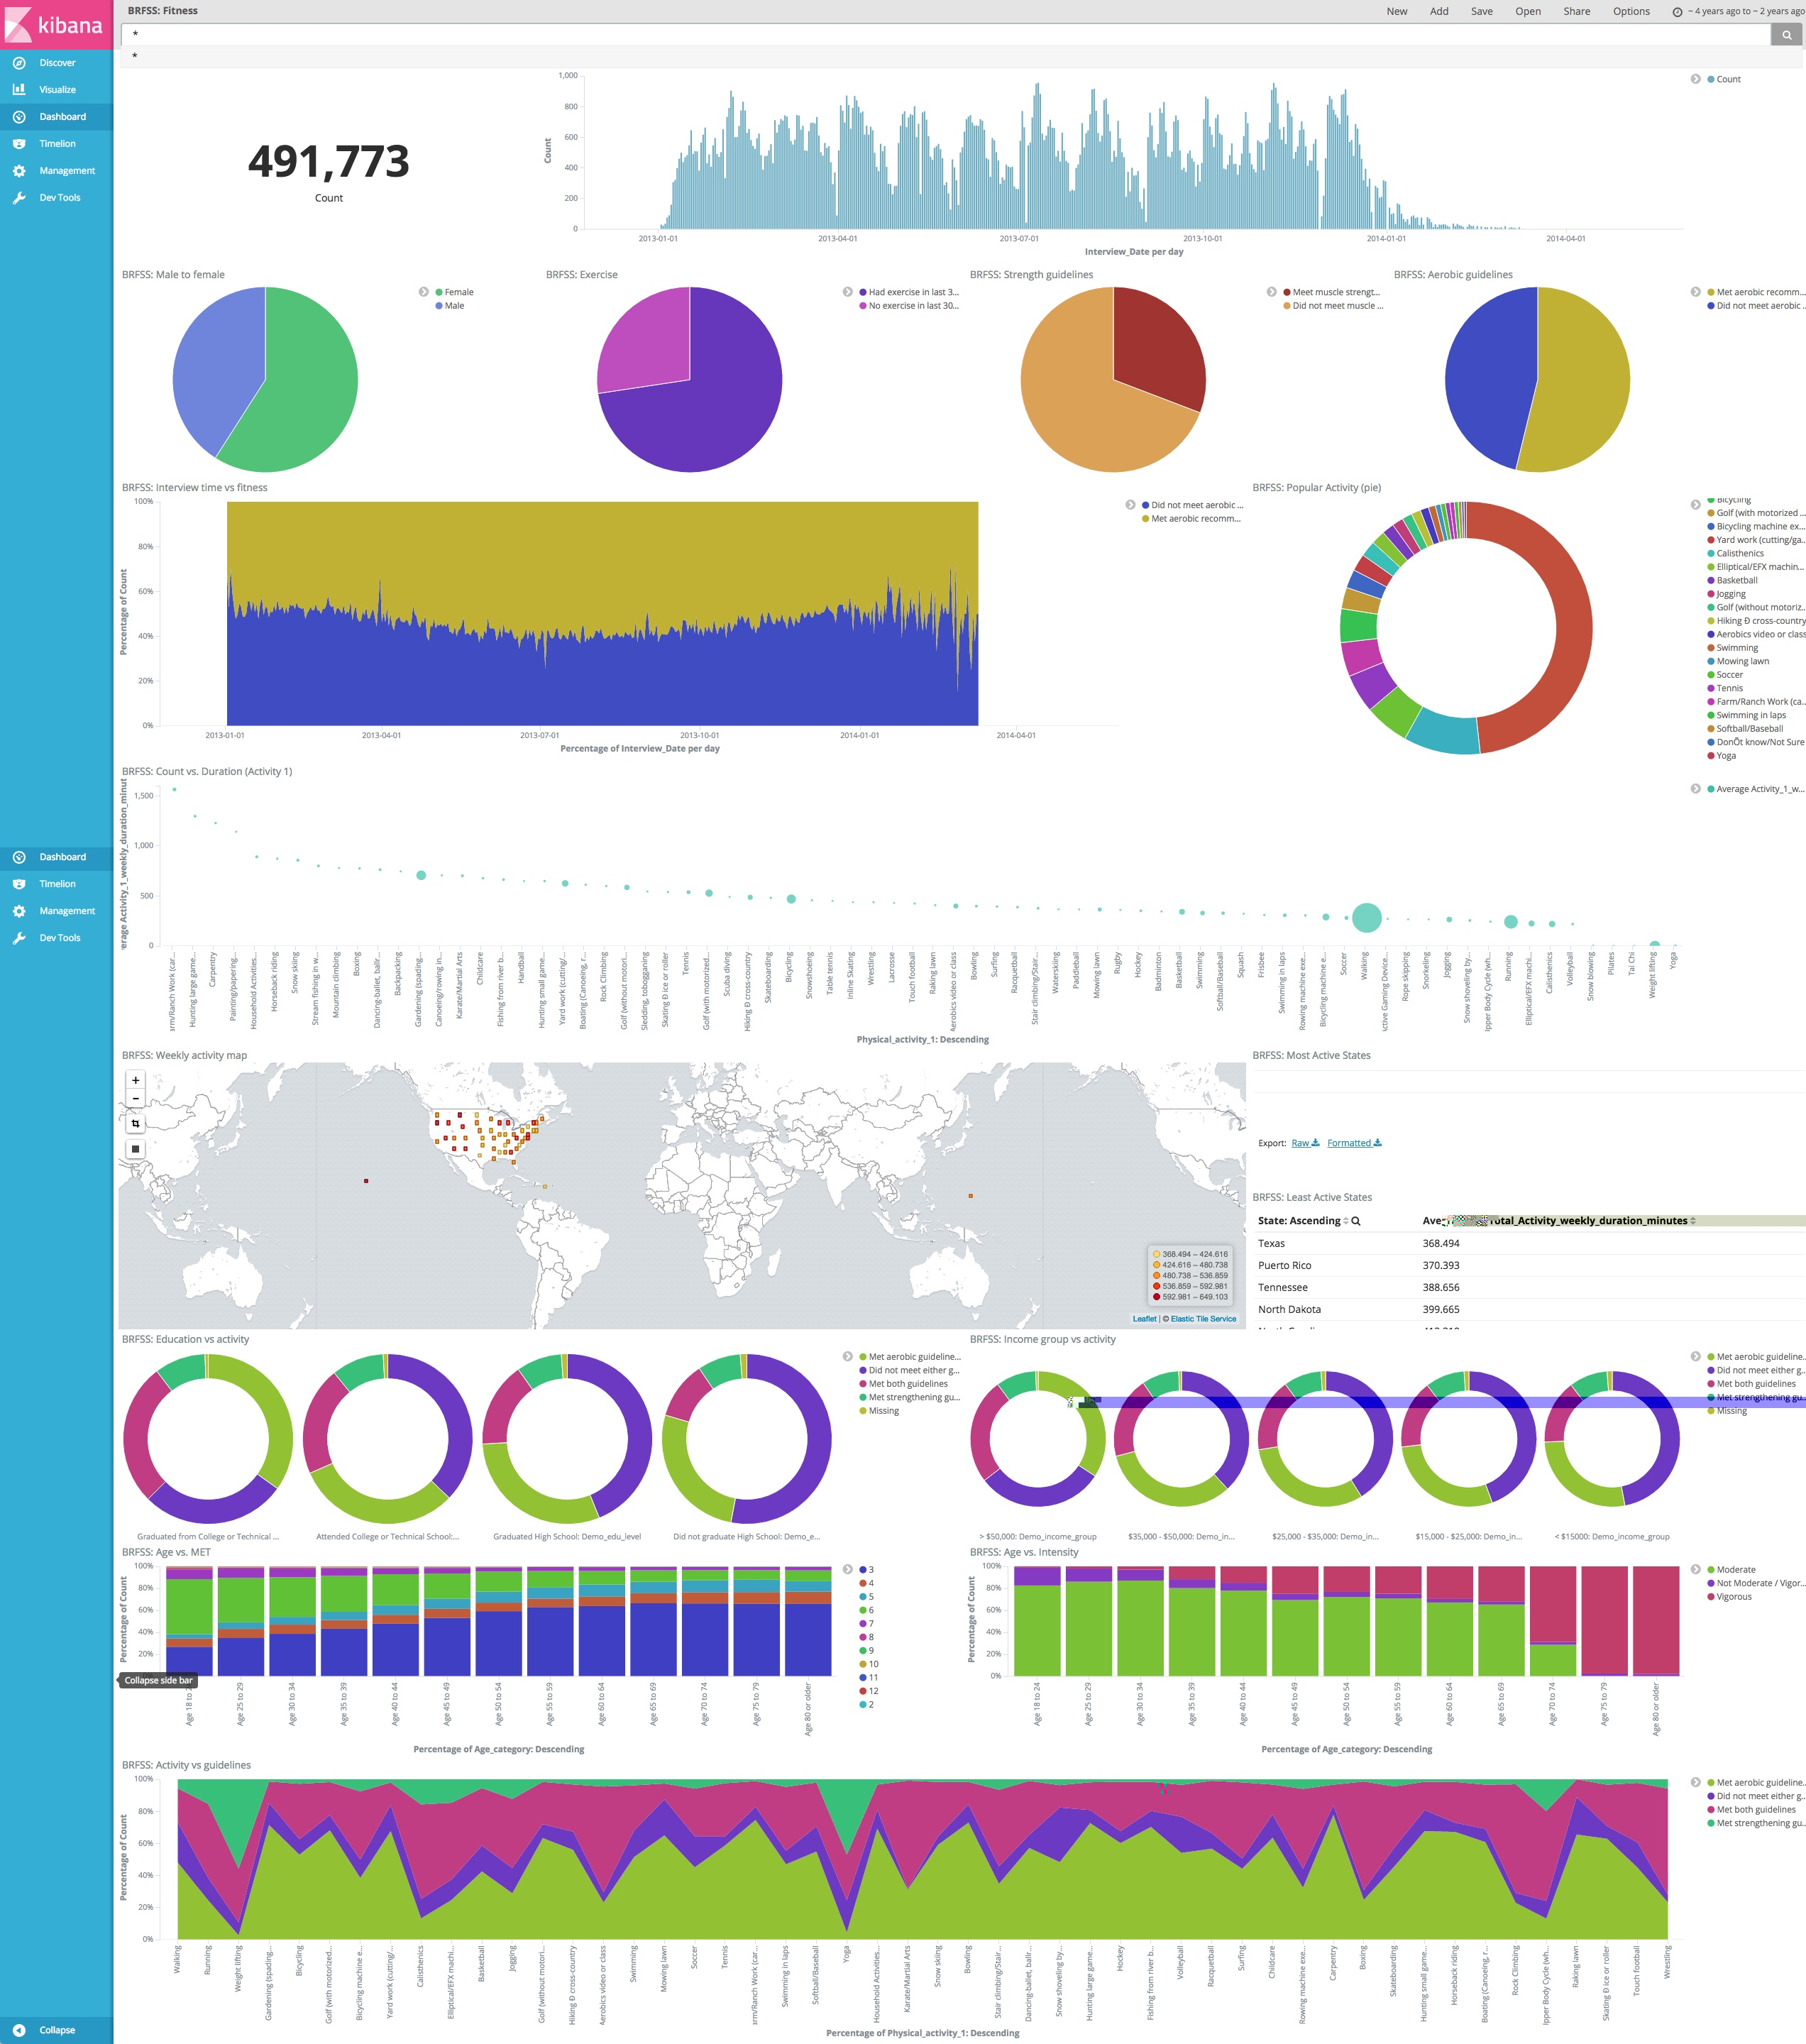 kibana
Discover
Visualize
Dashboard
Timelion
Management
Dev Tools
Dashboard
Timelion
Management
Dev Tools
Collapse
BRFSS: Fitness
New Add Save Open Share Options ~ 4 years ago to ~ 2 years ago
*
*
491,773
Count
Count
1,000
800
600
400
200
0
2013-01-01 2013-04-01 2013-07-01 2013-10-01 2014-01-01 2014-04-01
Interview_Date per day
Count
BRFSS: Male to female
Female
Male
BRFSS: Exercise
Had exercise in last 3...
No exercise in last 30...
BRFSS: Strength guidelines
Meet muscle strengt...
Did not meet muscle ...
BRFSS: Aerobic guidelines
Met aerobic recomm...
Did not meet aerobic ...
BRFSS: Interview time vs fitness
Percentage of Count
100%
80%
60%
40%
20%
0%
2013-01-01 2013-04-01 2013-07-01 2013-10-01 2014-01-01 2014-04-01
Percentage of Interview_Date per day
Did not meet aerobic ...
Met aerobic recomm...
BRFSS: Popular Activity (pie)
Bicycling
Golf (with motorized ...
Bicycling machine ex...
Yard work (cutting/ga...
Calisthenics
Elliptical/EFX machin...
Basketball
Jogging
Golf (without motoriz...
Hiking Ð cross-country
Aerobics video or class
Swimming
Mowing lawn
Soccer
Tennis
Farm/Ranch Work (ca...
Swimming in laps
Softball/Baseball
DonÕt know/Not Sure
Yoga
BRFSS: Count vs. Duration (Activity 1)
erage Activity_1_weekly_duration_minut
1,500
1,000
500
0
arm/Ranch Work (car...
Hunting large game...
Carpentry
Painting/papering...
Household Activities...
Horseback riding
Snow skiing
Stream fishing in w...
Mountain climbing
Boxing
Dancing-ballet, ballr...
Backpacking
Gardening (spading...
Canoeing/rowing in...
Karate/Martial Arts
Childcare
Fishing from river b...
Handball
Hunting small game...
Yard work (cutting/...
Boating (Canoeing, r...
Rock Climbing
Golf (without motori...
Sledding, tobogganing
Skating Ð ice or roller
Tennis
Golf (with motorized...
Scuba diving
Hiking Ð cross-country
Skateboarding
Bicycling
Snowshoeing
Table tennis
Inline Skating
Wrestling
Lacrosse
Touch football
Raking lawn
Aerobics video or class
Bowling
Surfing
Racquetball
Stair climbing/Stair...
Waterskiing
Paddleball
Mowing lawn
Rugby
Hockey
Badminton
Basketball
Swimming
Softball/Baseball
Squash
Frisbee
Swimming in laps
Rowing machine exe...
Bicycling machine e...
Soccer
Walking
Active Gaming Device...
Rope skipping
Snorkeling
Jogging
Snow shoveling by...
Upper Body Cycle (wh...
Running
Elliptical/EFX machi...
Calisthenics
Volleyball
Snow blowing
Pilates
Tai Chi
Weight lifting
Yoga
Physical_activity_1: Descending
Average Activity_1_w...
BRFSS: Weekly activity map
+
−
368.494 – 424.616
424.616 – 480.738
480.738 – 536.859
536.859 – 592.981
592.981 – 649.103
Leaflet | © Elastic Tile Service
BRFSS: Most Active States
Export: Raw Formatted
BRFSS: Least Active States
State: Ascending Total_Activity_weekly_duration_minutes
Texas 368.494
Puerto Rico 370.393
Tennessee 388.656
North Dakota 399.665
BRFSS: Education vs activity
Graduated from College or Technical ...
Attended College or Technical School:...
Graduated High School: Demo_edu_level
Did not graduate High School: Demo_e...
Met aerobic guideline...
Did not meet either g...
Met both guidelines
Met strengthening gu...
Missing
BRFSS: Income group vs activity
> $50,000: Demo_income_group
$35,000 - $50,000: Demo_in...
$25,000 - $35,000: Demo_in...
$15,000 - $25,000: Demo_in...
< $15000: Demo_income_group
Met aerobic guideline...
Did not meet either g...
Met both guidelines
Met strengthening gu...
Missing
BRFSS: Age vs. MET
Percentage of Count
100%
80%
60%
40%
20%
Collapse side bar
Age 18 to
Age 25 to 29
Age 30 to 34
Age 35 to 39
Age 40 to 44
Age 45 to 49
Age 50 to 54
Age 55 to 59
Age 60 to 64
Age 65 to 69
Age 70 to 74
Age 75 to 79
Age 80 or older
Percentage of Age_category: Descending
3
4
5
6
7
8
9
10
11
12
2
BRFSS: Age vs. Intensity
Percentage of Count
100%
80%
60%
40%
20%
0%
Age 18 to 24
Age 25 to 29
Age 30 to 34
Age 35 to 39
Age 40 to 44
Age 45 to 49
Age 50 to 54
Age 55 to 59
Age 60 to 64
Age 65 to 69
Age 70 to 74
Age 75 to 79
Age 80 or older
Percentage of Age_category: Descending
Moderate
Not Moderate / Vigor...
Vigorous
BRFSS: Activity vs guidelines
Percentage of Count
100%
80%
60%
40%
20%
0%
Walking
Running
Weight lifting
Gardening (spading...
Bicycling
Golf (with motorized...
Bicycling machine e...
Yard work (cutting/...
Calisthenics
Elliptical/EFX machi...
Basketball
Jogging
Golf (without motori...
Hiking Ð cross-country
Aerobics video or class
Swimming
Mowing lawn
Soccer
Tennis
arm/Ranch Work (car...
Swimming in laps
Softball/Baseball
Yoga
Household Activities...
Karate/Martial Arts
Snow skiing
Bowling
Stair climbing/Stair...
Dancing-ballet, ballr...
Snow shoveling by...
Hunting large game...
Hockey
Fishing from river b...
Volleyball
Racquetball
Surfing
Childcare
Rowing machine exe...
Carpentry
Boxing
Skateboarding
Hunting small game...
Horseback riding
Boating (Canoeing, r...
Rock Climbing
Upper Body Cycle (wh...
Raking lawn
Skating Ð ice or roller
Touch football
Wrestling
Percentage of Physical_activity_1: Descending
Met aerobic guideline...
Did not meet either g...
Met both guidelines
Met strengthening gu...